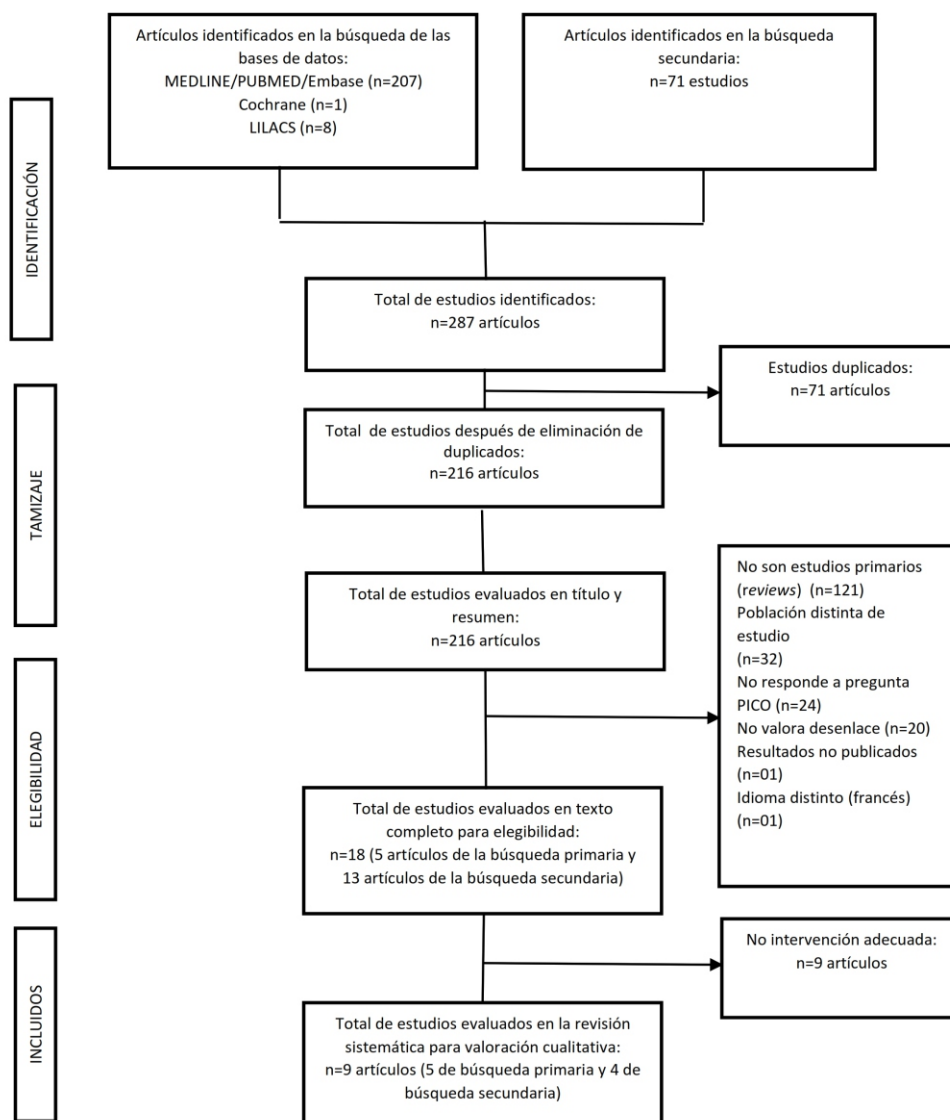 Artículos identificados en la búsqueda de las
bases de datos:
MEDLINE/PUBMED/Embase (n=207)
Cochrane (n=1)
LILACS (n=8)
Artículos identificados en la búsqueda
secundaria:
n=71 estudios
IDENTIFICACIÓN
Total de estudios identificados:
n=287 artículos
Estudios duplicados:
n=71 artículos
TAMIZAJE
Total de estudios después de eliminación de
duplicados:
n=216 artículos
Total de estudios evaluados en título y
resumen:
n=216 artículos
No son estudios primarios
(reviews) (n=121)
Población distinta de
estudio
(n=32)
No responde a pregunta
PICO (n=24)
No valora desenlace (n=20)
Resultados no publicados
(n=01)
Idioma distinto (francés)
(n=01)
ELEGIBILIDAD
Total de estudios evaluados en texto
completo para elegibilidad:
n=18 (5 artículos de la búsqueda primaria y
13 artículos de la búsqueda secundaria)
No intervención adecuada:
n=9 artículos
INCLUIDOS
Total de estudios evaluados en la revisión
sistemática para valoración cualitativa:
n=9 artículos (5 de búsqueda primaria y 4 de
búsqueda secundaria)